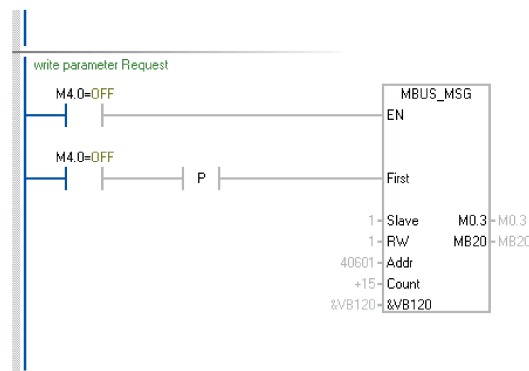 write parameter Request
M4.0=OFF
MBUS_MSG
EN
M4.0=OFF
P
First
1 Slave M0.3 M0.3
1 RW MB20 MB20
40601 Addr
+15 Count
&VB120 &VB120